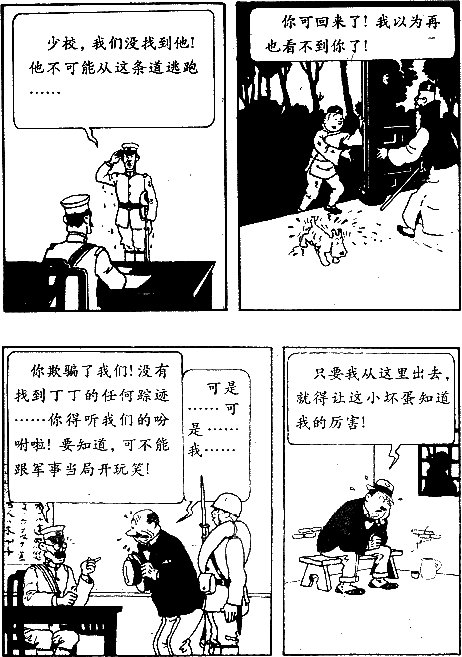 少校，我们没找到他！
他不可能从这条道逃跑
……
你可回来了！我以为再
也看不到你了！
你欺骗了我们！没有
找到丁丁的任何踪迹
……你得听我们的吩
咐啦！要知道，可不能
跟军事当局开玩笑！
可是
……可
是……
我……
只要我从这里出去，
就得让这小坏蛋知道
我的厉害！